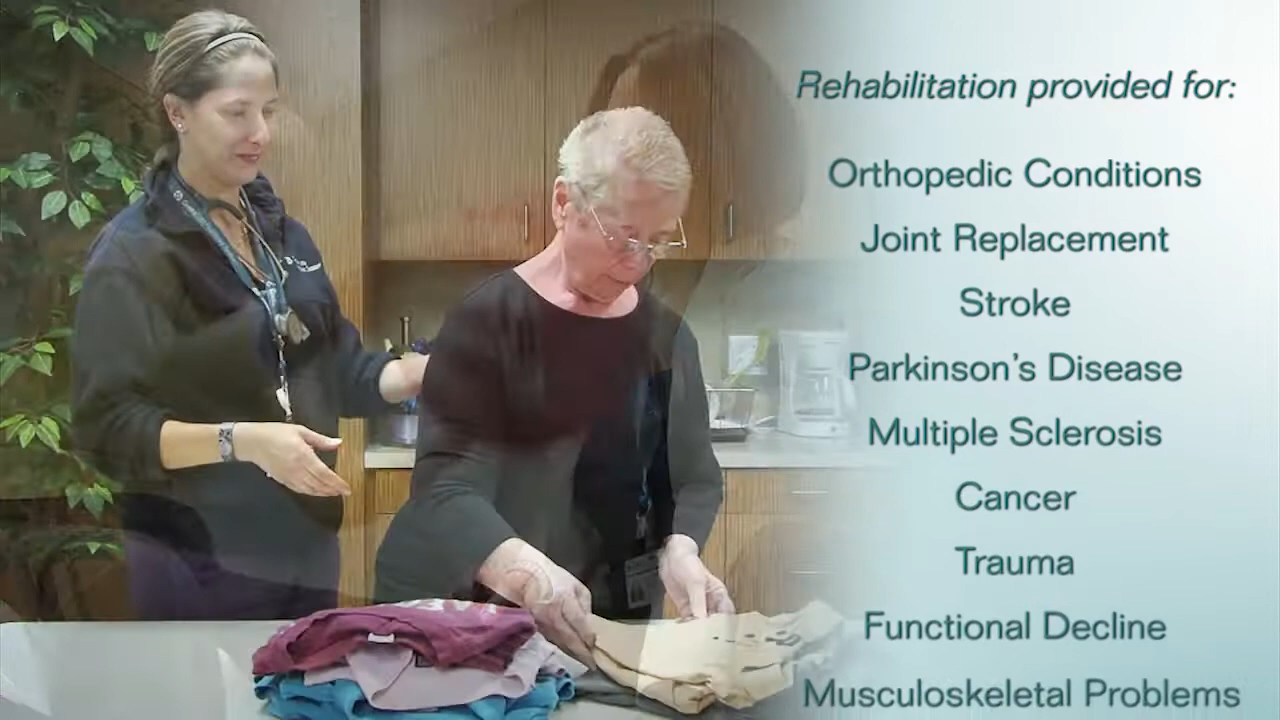 Rehabilitation provided for:
Orthopedic Conditions
Joint Replacement
Stroke
Parkinson's Disease
Multiple Sclerosis
Cancer
Trauma
Functional Decline
Musculoskeletal Problems